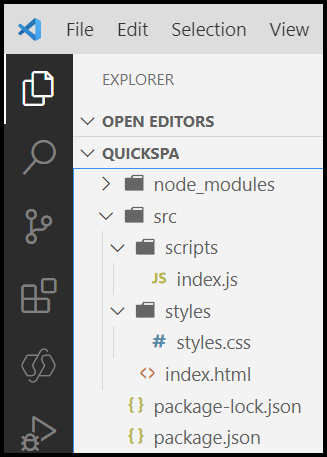 File Edit Selection View
EXPLORER
OPEN EDITORS
QUICKSPA
node_modules
src
scripts
JS index.js
styles
# styles.css
<> index.html
{} package-lock.json
{} package.json